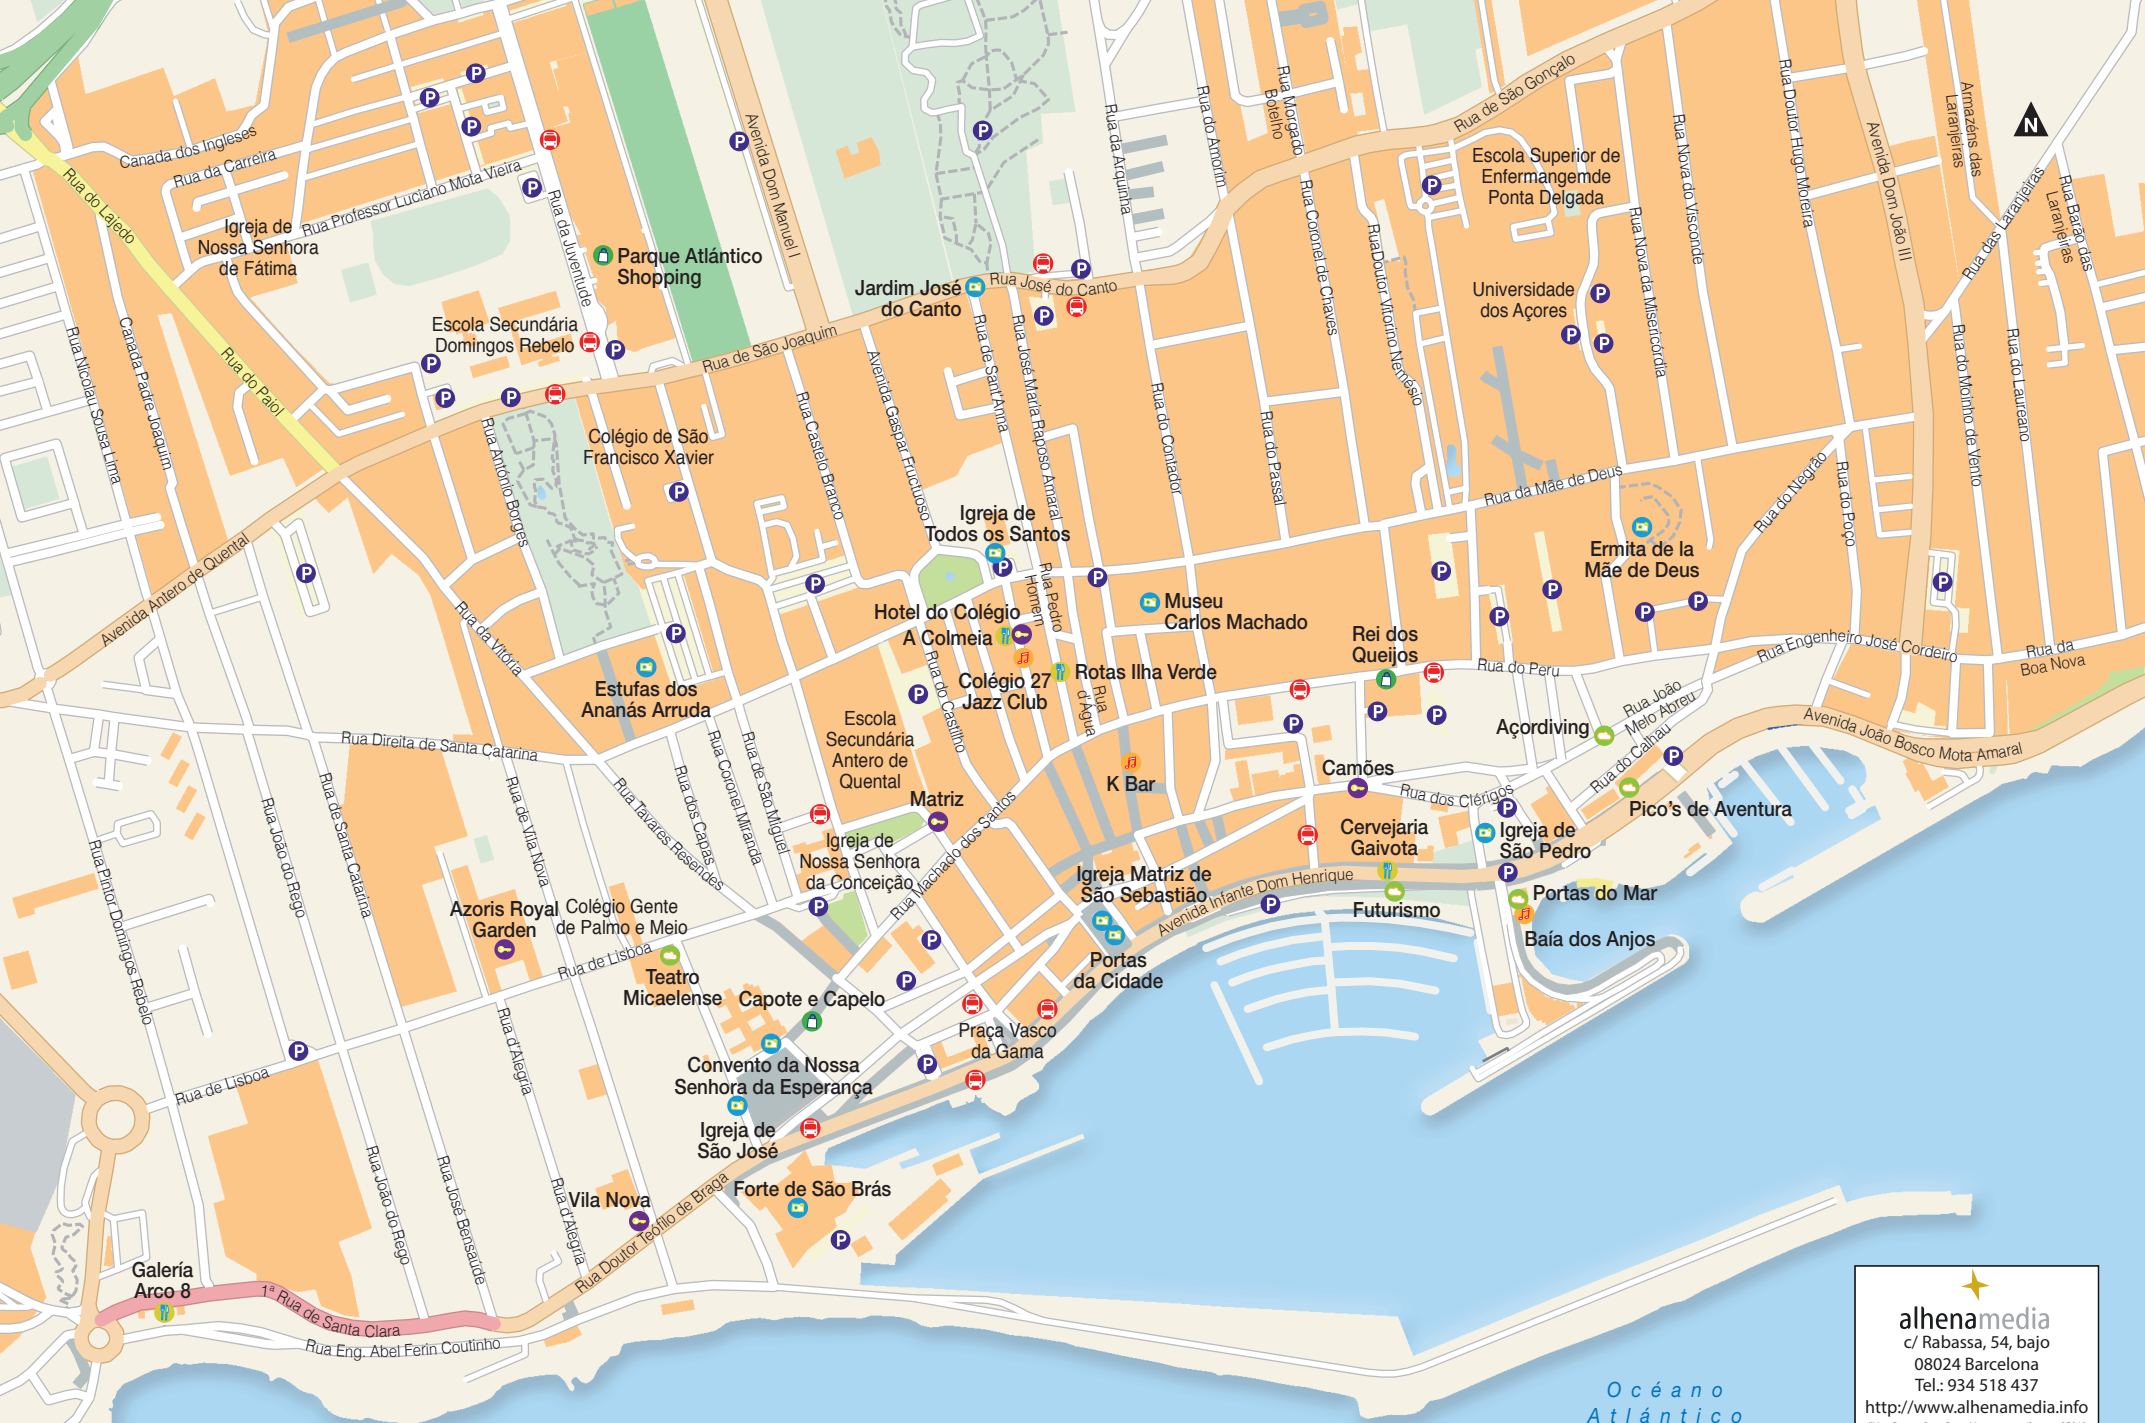 Canada dos Ingleses
Rua da Carreira
Rua do Lajedo
Rua Professor Luciano Mota Vieira
Igreja de
Nossa Senhora
de Fátima
Rua da Juventude
Parque Atlántico
Shopping
Avenida Dom Manuel I
Escola Secundária
Domingos Rebelo
Rua do Paiol
Rua Nicolau Sousa Lima
Canada Padre Joaquim
Rua de São Joaquim
Jardim José
do Canto
Rua José do Canto
Rua da Arquinha
Rua do Amorim
Rua Morgado
Botelho
Rua de São Gonçalo
Rua Coronel de Chaves
Rua Doutor Vitorino Nemésio
Escola Superior de
Enfermangemde
Ponta Delgada
Universidade
dos Açores
Rua Nova do Visconde
Rua Nova da Misericórdia
Rua Doutor Hugo Moreira
Avenida Dom João III
Armazéns das
Laranjeiras
N
Rua das Laranjeiras
Rua Barão das
Laranjeiras
Rua do Moinho de Vento
Rua do Laureano
Rua António Borges
Colégio de São
Francisco Xavier
Rua Castelo Branco
Avenida Gaspar Fructuoso
Rua de Sant'Anna
Rua José Maria Raposo Amaral
Rua do Contador
Rua do Passal
Rua da Mãe de Deus
Rua do Negrão
Rua do Poço
Avenida Antero de Quental
Igreja de
Todos os Santos
Rua Pedro
Homem
Ermita de la
Mãe de Deus
Rua da Vitória
Hotel do Colégio
A Colmeia
Museu
Carlos Machado
Rei dos
Queijos
Rua do Peru
Rua Engenheiro José Cordeiro
Rua da
Boa Nova
Estufas dos
Ananás Arruda
Rua do Castilho
Colégio 27
Jazz Club
Rotas Ilha Verde
Rua
d'Água
Escola
Secundária
Antero de
Quental
Açordiving
Rua João
Melo Abreu
Rua do Calhau
Avenida João Bosco Mota Amaral
Rua Direita de Santa Catarina
Rua Tavares Resendes
Rua dos Capas
Rua Coronel Miranda
Rua de São Miguel
Matriz
K Bar
Camões
Rua dos Clérigos
Pico's de Aventura
Rua João do Rego
Rua de Santa Catarina
Rua de Vila Nova
Rua Pintor Domingos Rebelo
Igreja de
Nossa Senhora
da Conceição
Rua Machado dos Santos
Cervejaria
Gaivota
Igreja de
São Pedro
Igreja Matriz de
São Sebastião
Avenida Infante Dom Henrique
Futurismo
Portas do Mar
Baía dos Anjos
Azoris Royal
Garden
Colégio Gente
de Palmo e Meio
Rua de Lisboa
Teatro
Micaelense
Capote e Capelo
Portas
da Cidade
Praça Vasco
da Gama
Rua d'Alegria
Convento da Nossa
Senhora da Esperança
Rua de Lisboa
Igreja de
São José
Rua João do Rego
Rua José Bensaúde
Rua d'Alegria
Vila Nova
Rua Doutor Teófilo de Braga
Forte de São Brás
Galería
Arco 8
1ª Rua de Santa Clara
Rua Eng. Abel Ferin Coutinho
Océano
Atlántico
alhenamedia
c/ Rabassa, 54, bajo
08024 Barcelona
Tel.: 934 518 437
http://www.alhenamedia.info